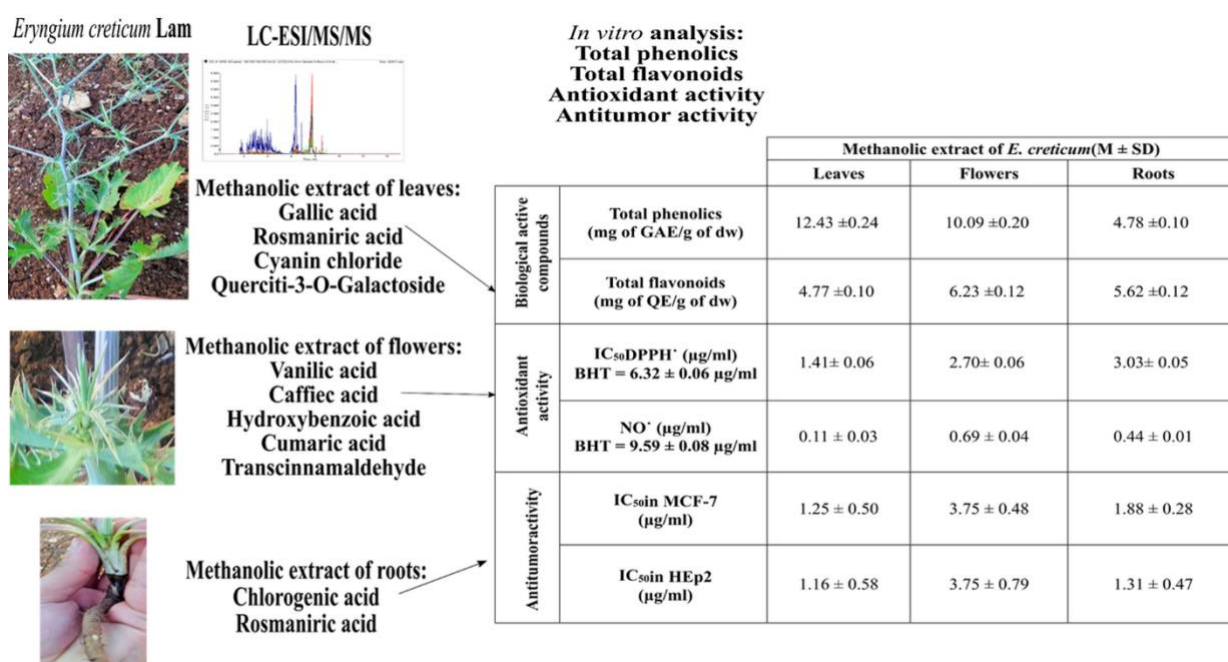 Eryngium creticum Lam
LC-ESI/MS/MS
In vitro analysis:
Total phenolics
Total flavonoids
Antioxidant activity
Antitumor activity
Methanolic extract of leaves:
Gallic acid
Rosmaniric acid
Cyanin chloride
Querciti-3-O-Galactoside
Methanolic extract of flowers:
Vanilic acid
Caffiec acid
Hydroxybenzoic acid
Cumaric acid
Transcinnamaldehyde
Methanolic extract of roots:
Chlorogenic acid
Rosmaniric acid
Methanolic extract of E. creticum(M ± SD)
Leaves Flowers Roots
Biological active
compounds
Total phenolics
(mg of GAE/g of dw)
12.43 ±0.24 10.09 ±0.20 4.78 ±0.10
Total flavonoids
(mg of QE/g of dw)
4.77 ±0.10 6.23 ±0.12 5.62 ±0.12
Antioxidant
activity
IC₅₀DPPH˙ (µg/ml)
BHT = 6.32 ± 0.06 µg/ml
1.41± 0.06 2.70± 0.06 3.03± 0.05
NO˙ (µg/ml)
BHT = 9.59 ± 0.08 µg/ml
0.11 ± 0.03 0.69 ± 0.04 0.44 ± 0.01
Antitumoractivity
IC₅₀in MCF-7
(µg/ml)
1.25 ± 0.50 3.75 ± 0.48 1.88 ± 0.28
IC₅₀in HEp2
(µg/ml)
1.16 ± 0.58 3.75 ± 0.79 1.31 ± 0.47